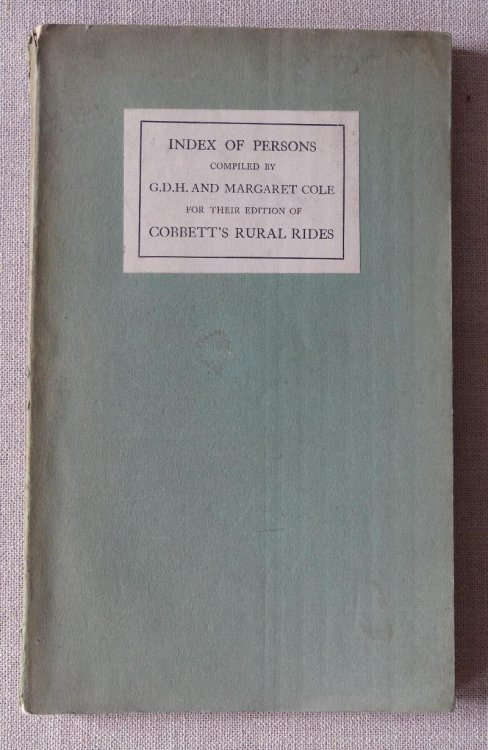 INDEX OF PERSONS
COMPILED BY
G.D.H. AND MARGARET COLE
FOR THEIR EDITION OF
COBBETT'S RURAL RIDES